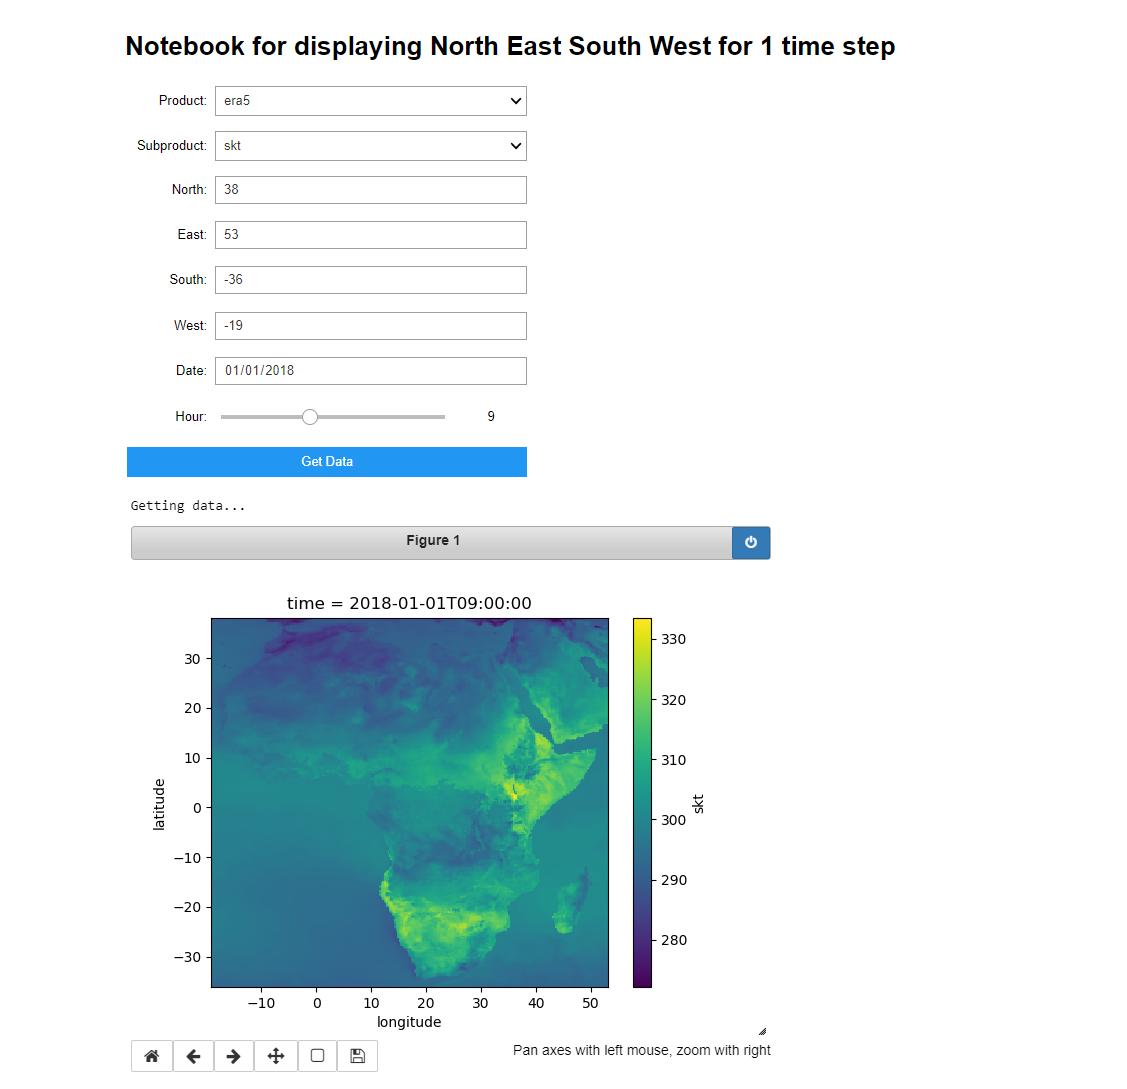 Notebook for displaying North East South West for 1 time step
Product: era5
Subproduct: skt
North: 38
East: 53
South: -36
West: -19
Date: 01/01/2018
Hour: 9
Get Data
Getting data...
Figure 1
time = 2018-01-01T09:00:00
30
20
10
0
−10
−20
−30
latitude
−10 0 10 20 30 40 50
longitude
330
320
310
300
290
280
skt
Pan axes with left mouse, zoom with right